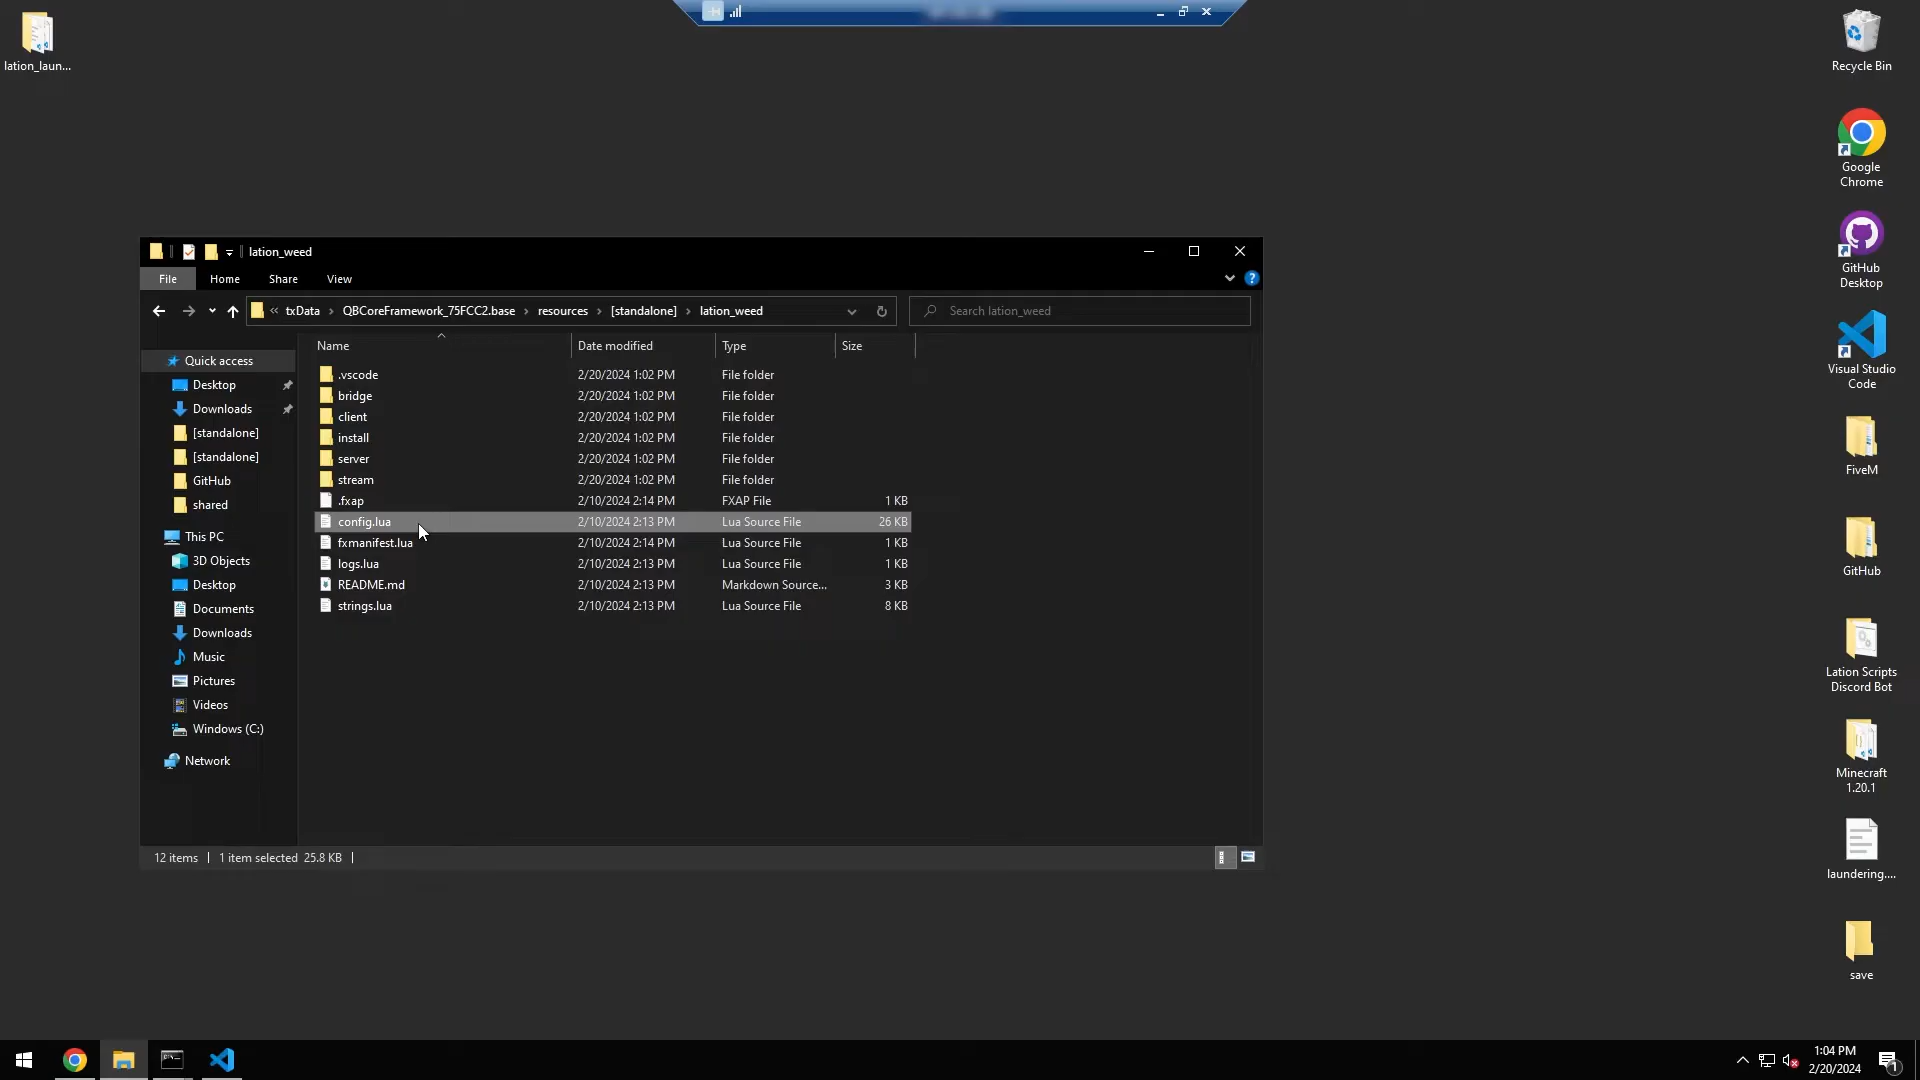 lation_laun...
Recycle Bin
Google
Chrome
GitHub
Desktop
Visual Studio
Code
FiveM
GitHub
Lation Scripts
Discord Bot
Minecraft
1.20.1
laundering....
save
lation_weed
File Home Share View
« txData › QBCoreFramework_75FCC2.base › resources › [standalone] › lation_weed
Search lation_weed
Quick access
Desktop
Downloads
[standalone]
[standalone]
GitHub
shared
This PC
3D Objects
Desktop
Documents
Downloads
Music
Pictures
Videos
Windows (C:)
Network
Name Date modified Type Size
.vscode 2/20/2024 1:02 PM File folder
bridge 2/20/2024 1:02 PM File folder
client 2/20/2024 1:02 PM File folder
install 2/20/2024 1:02 PM File folder
server 2/20/2024 1:02 PM File folder
stream 2/20/2024 1:02 PM File folder
.fxap 2/10/2024 2:14 PM FXAP File 1 KB
config.lua 2/10/2024 2:13 PM Lua Source File 26 KB
fxmanifest.lua 2/10/2024 2:14 PM Lua Source File 1 KB
logs.lua 2/10/2024 2:13 PM Lua Source File 1 KB
README.md 2/10/2024 2:13 PM Markdown Source... 3 KB
strings.lua 2/10/2024 2:13 PM Lua Source File 8 KB
12 items 1 item selected 25.8 KB
1:04 PM
2/20/2024
1